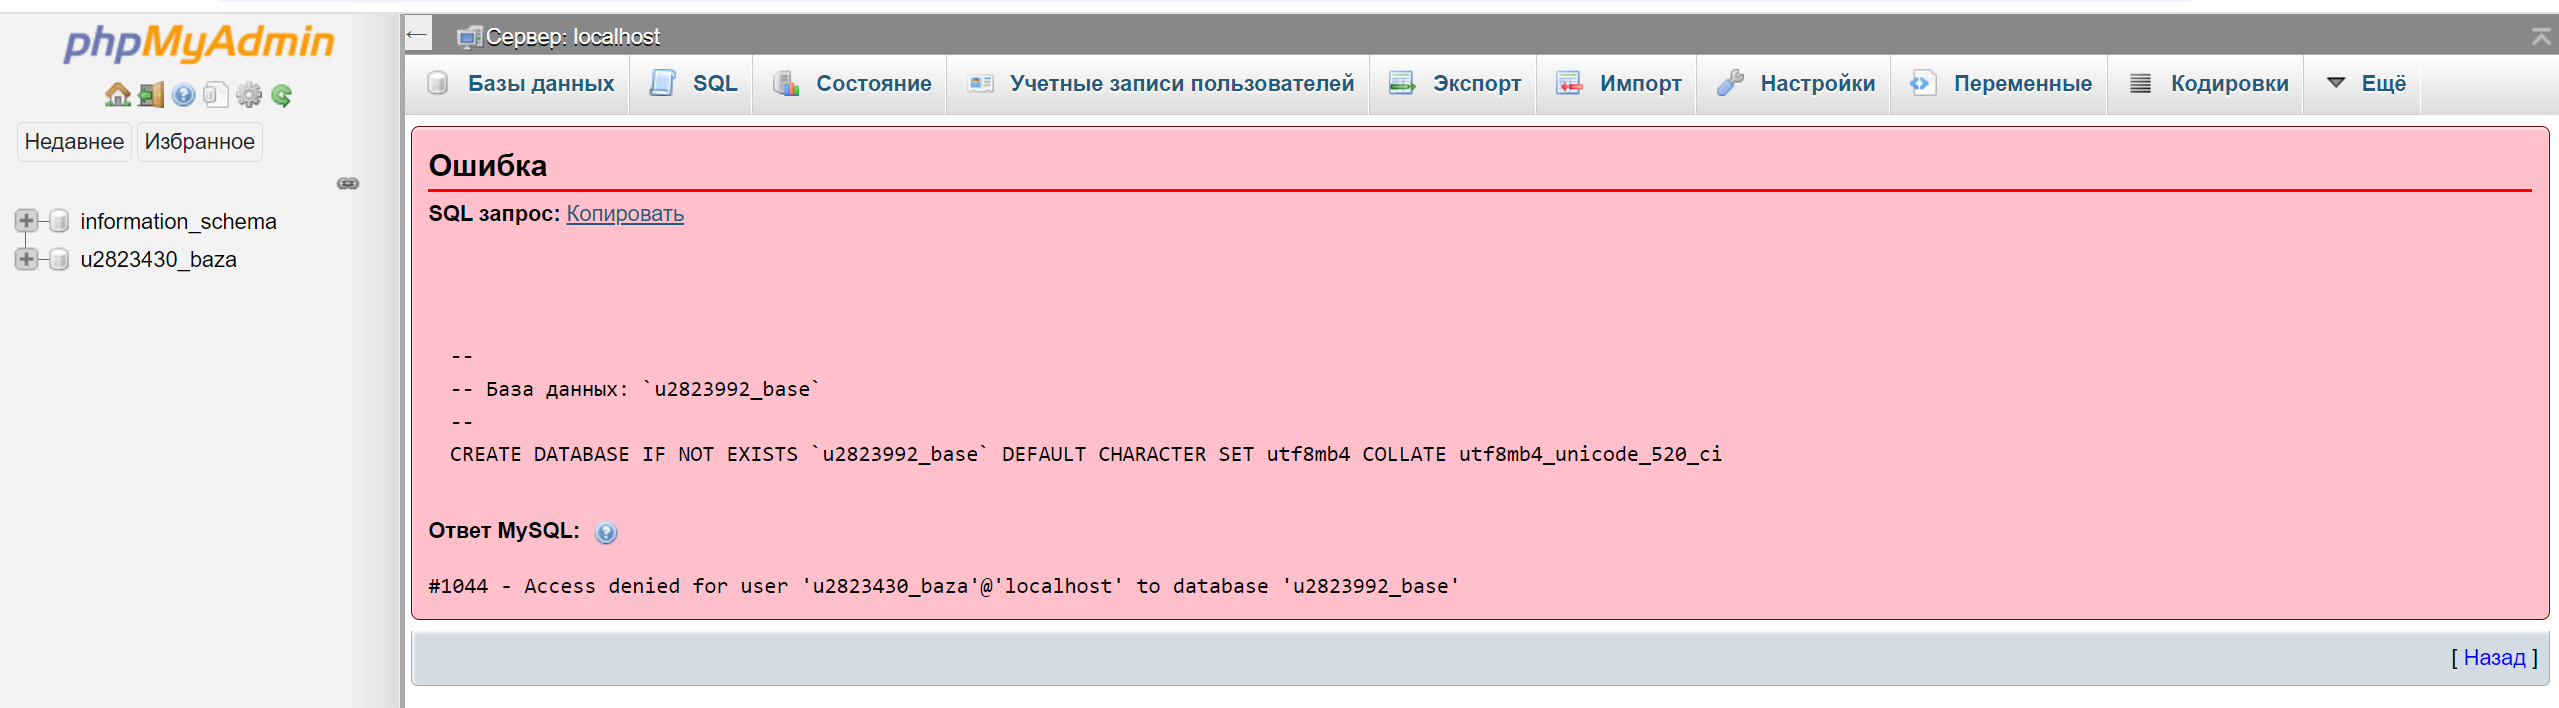 phpMyAdmin
Недавнее Избранное
information_schema
u2823430_baza
Сервер: localhost
Базы данных SQL Состояние Учетные записи пользователей Экспорт Импорт Настройки Переменные Кодировки Ещё
Ошибка
SQL запрос: Копировать
--
-- База данных: `u2823992_base`
--
CREATE DATABASE IF NOT EXISTS `u2823992_base` DEFAULT CHARACTER SET utf8mb4 COLLATE utf8mb4_unicode_520_ci
Ответ MySQL:
#1044 - Access denied for user 'u2823430_baza'@'localhost' to database 'u2823992_base'
[ Назад ]